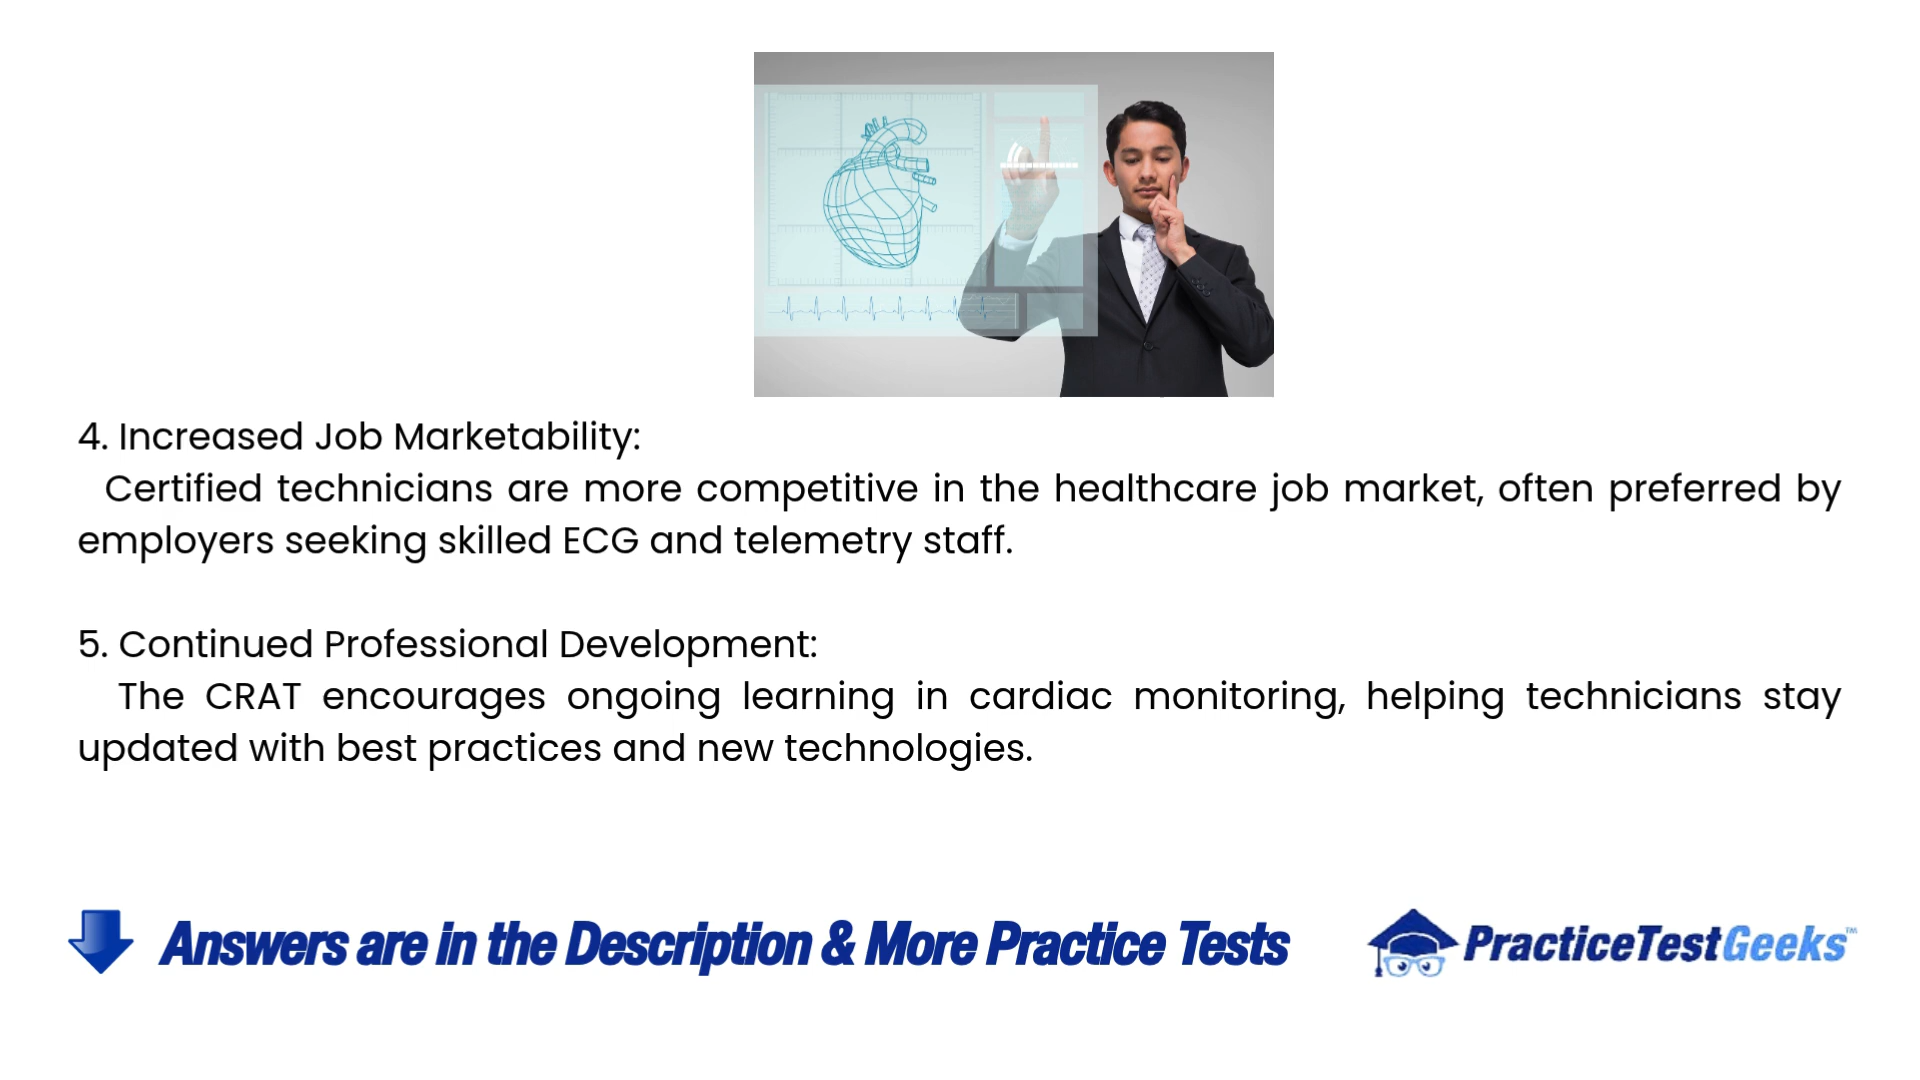 4. Increased Job Marketability:
Certified technicians are more competitive in the healthcare job market, often preferred by
employers seeking skilled ECG and telemetry staff.
5. Continued Professional Development:
The CRAT encourages ongoing learning in cardiac monitoring, helping technicians stay
updated with best practices and new technologies.
Answers are in the Description & More Practice Tests
PracticeTestGeeks™